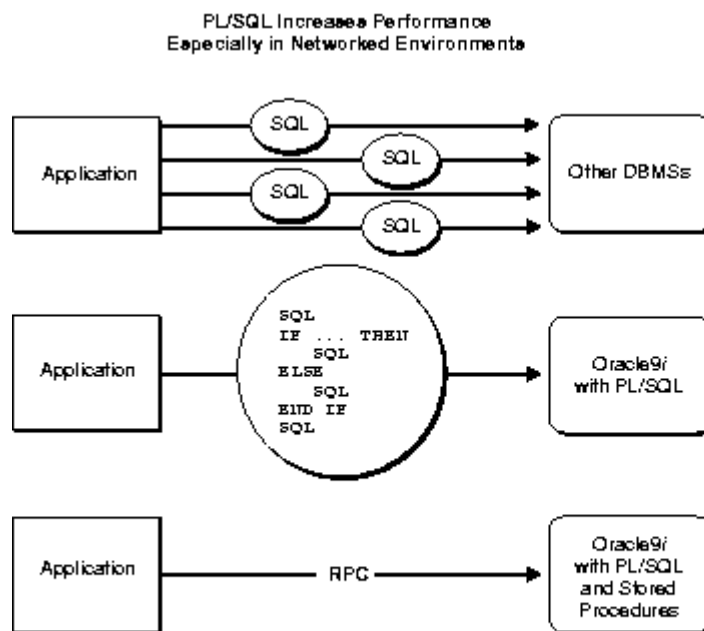 PL/SQL Increases Performance
Especially in Networked Environments
Application
SQL
SQL
SQL
SQL
Other DBMSs
Application
SQL
IF ... THEN
SQL
ELSE
SQL
END IF
SQL
Oracle9i
with PL/SQL
Application
RPC
Oracle9i
with PL/SQL
and Stored
Procedures